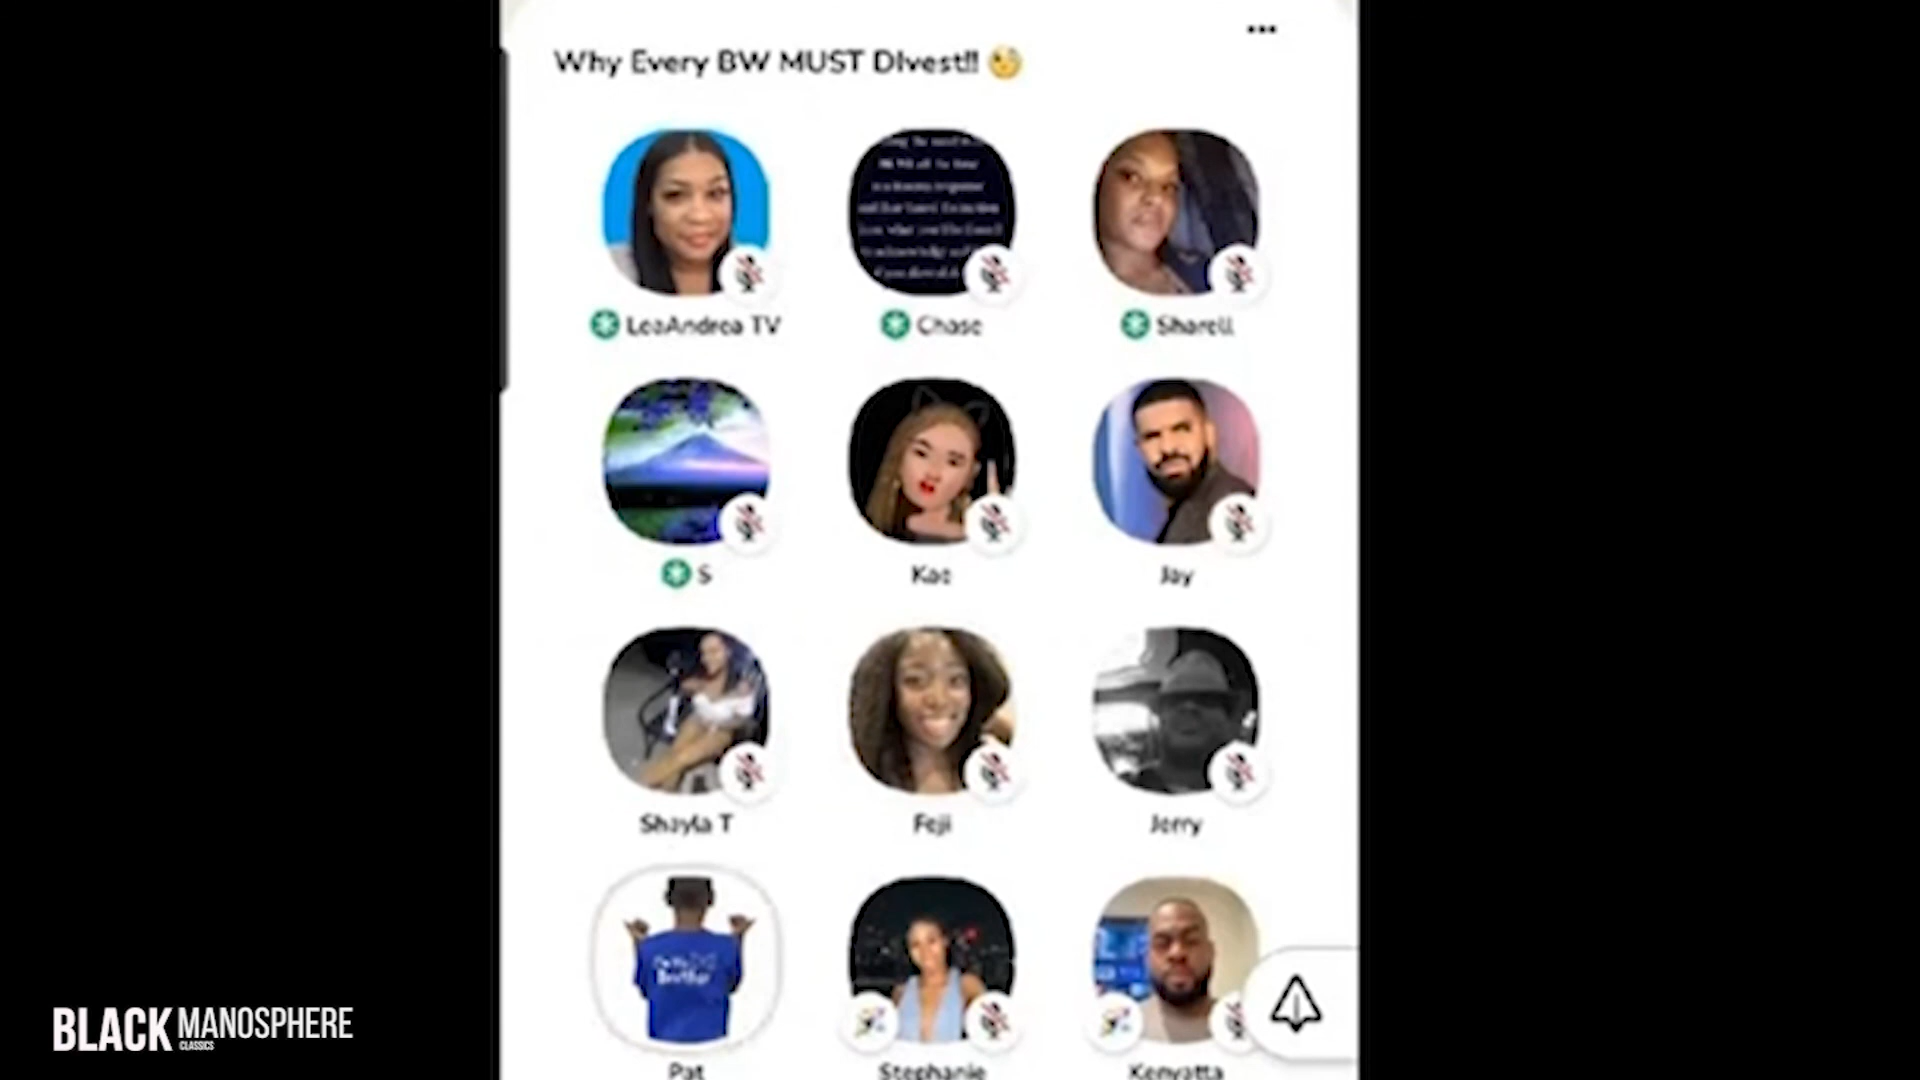 Why Every BW MUST DIvest!! 🧐
LeaAndrea TV
Chase
Sharell
S
Kae
Jay
Shayla T
Feji
Jerry
Pat
Stephanie
Kenyatta
BLACK MANOSPHERE
CLASSICS